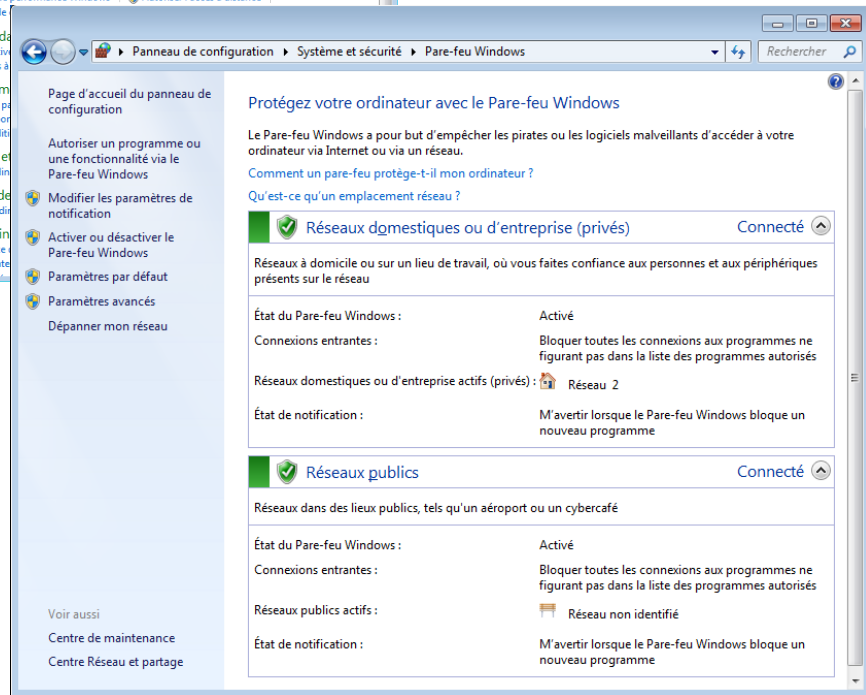 Panneau de configuration ▸ Système et sécurité ▸ Pare-feu Windows
Rechercher
Page d'accueil du panneau de
configuration
Autoriser un programme ou
une fonctionnalité via le
Pare-feu Windows
Modifier les paramètres de
notification
Activer ou désactiver le
Pare-feu Windows
Paramètres par défaut
Paramètres avancés
Dépanner mon réseau
Voir aussi
Centre de maintenance
Centre Réseau et partage
Protégez votre ordinateur avec le Pare-feu Windows
Le Pare-feu Windows a pour but d'empêcher les pirates ou les logiciels malveillants d'accéder à votre
ordinateur via Internet ou via un réseau.
Comment un pare-feu protège-t-il mon ordinateur ?
Qu'est-ce qu'un emplacement réseau ?
Réseaux domestiques ou d'entreprise (privés) Connecté
Réseaux à domicile ou sur un lieu de travail, où vous faites confiance aux personnes et aux périphériques
présents sur le réseau
État du Pare-feu Windows : Activé
Connexions entrantes : Bloquer toutes les connexions aux programmes ne
figurant pas dans la liste des programmes autorisés
Réseaux domestiques ou d'entreprise actifs (privés) : Réseau 2
État de notification : M'avertir lorsque le Pare-feu Windows bloque un
nouveau programme
Réseaux publics Connecté
Réseaux dans des lieux publics, tels qu'un aéroport ou un cybercafé
État du Pare-feu Windows : Activé
Connexions entrantes : Bloquer toutes les connexions aux programmes ne
figurant pas dans la liste des programmes autorisés
Réseaux publics actifs : Réseau non identifié
État de notification : M'avertir lorsque le Pare-feu Windows bloque un
nouveau programme